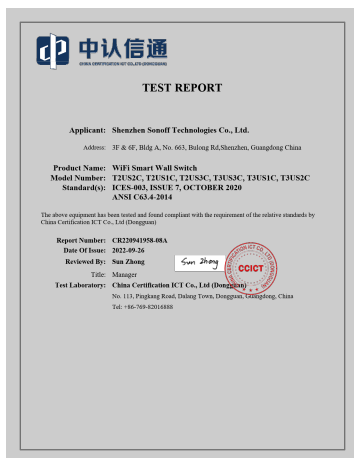 中认信通
CHINA CERTIFICATION ICT CO.,LTD (DONGGUAN)
TEST REPORT
Applicant: Shenzhen Sonoff Technologies Co., Ltd.
Address: 3F & 6F, Bldg A, No. 663, Bulong Rd,Shenzhen, Guangdong China
Product Name: WiFi Smart Wall Switch
Model Number: T2US2C, T2US1C, T2US3C, T3US3C, T3US1C, T3US2C
Standard(s): ICES-003, ISSUE 7, OCTOBER 2020
ANSI C63.4-2014
The above equipment has been tested and found compliant with the requirement of the relative standards by
China Certification ICT Co., Ltd (Dongguan)
Report Number: CR220941958-08A
Date Of Issue: 2022-09-26
Reviewed By: Sun Zhong
Sun Zhong
Title: Manager
Test Laboratory: China Certification ICT Co., Ltd (Dongguan)
No. 113, Pingkang Road, Dalang Town, Dongguan, Guangdong, China
Tel: +86-769-82016888
CCICT